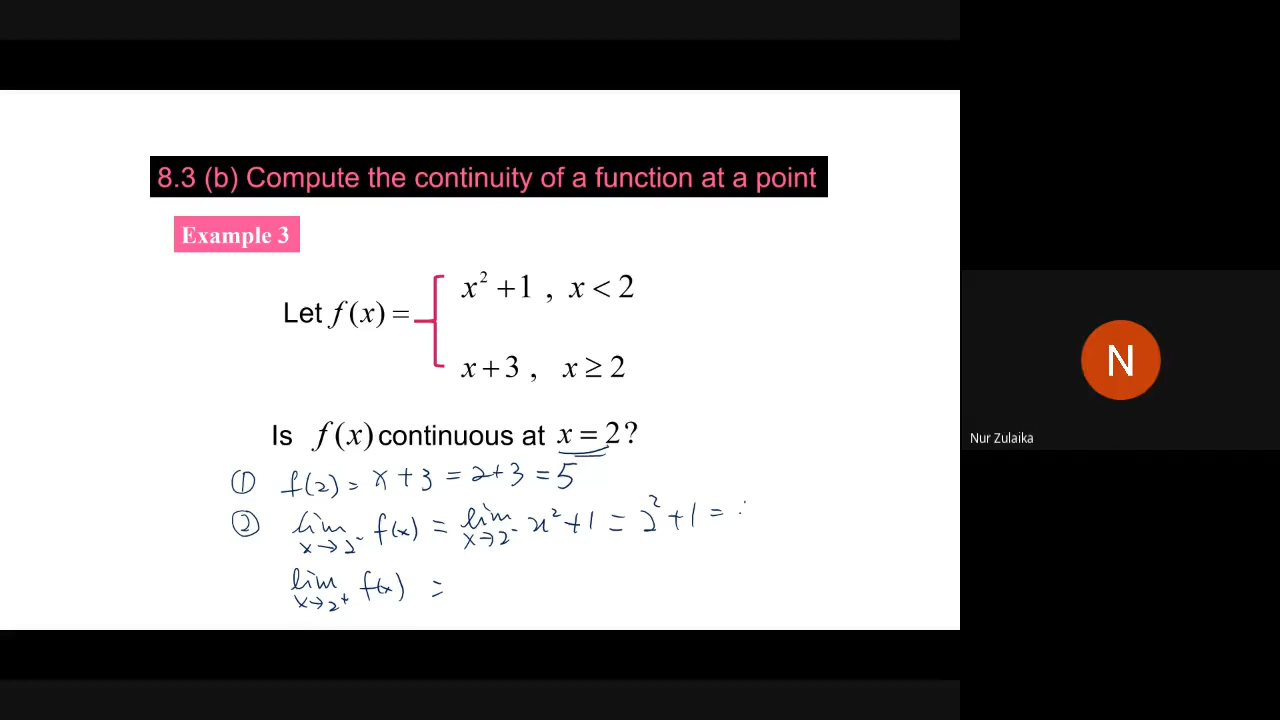 8.3 (b) Compute the continuity of a function at a point
Example 3
x² + 1 , x < 2
Let f(x) =
x + 3 , x ≥ 2
Is f(x) continuous at x = 2?
① f(2) = x + 3 = 2 + 3 = 5
② lim x→2⁻ f(x) = lim x→2⁻ x² + 1 = 2² + 1 =
lim x→2⁺ f(x) =
N
Nur Zulaika